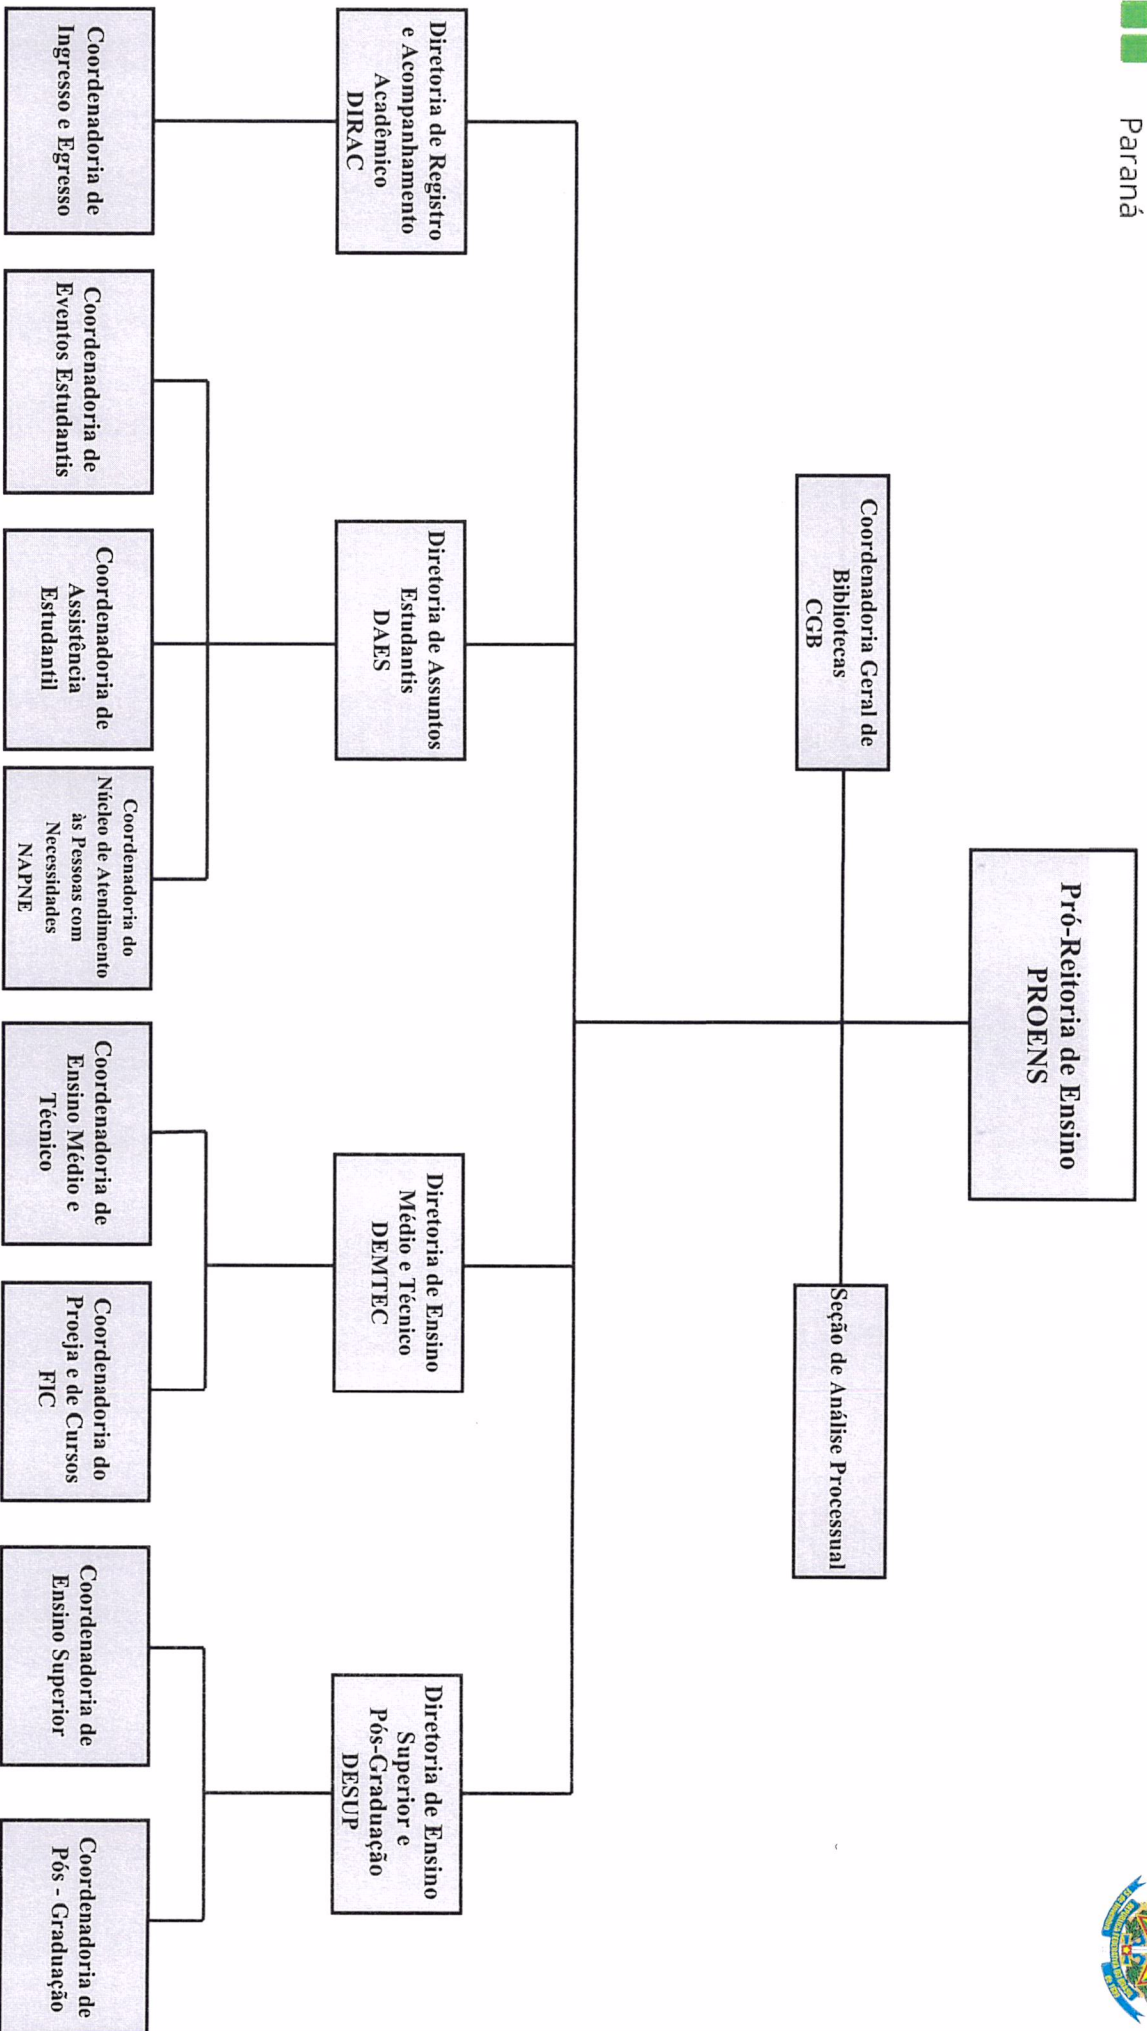 Paraná
Pró-Reitoria de Ensino
PROENS
Coordenadoria Geral de
Bibliotecas
CGB
Seção de Análise Processual
Diretoria de Registro
e Acompanhamento
Acadêmico
DIRAC
Diretoria de Assuntos
Estudantis
DAES
Diretoria de Ensino
Médio e Técnico
DEMTEC
Diretoria de Ensino
Superior e
Pós-Graduação
DESUP
Coordenadoria de
Ingresso e Egresso
Coordenadoria de
Eventos Estudantis
Coordenadoria de
Assistência
Estudantil
Coordenadoria do
Núcleo de Atendimento
às Pessoas com
Necessidades
NAPNE
Coordenadoria de
Ensino Médio e
Técnico
Coordenadoria do
Proeja e de Cursos
FIC
Coordenadoria de
Ensino Superior
Coordenadoria de
Pós - Graduação